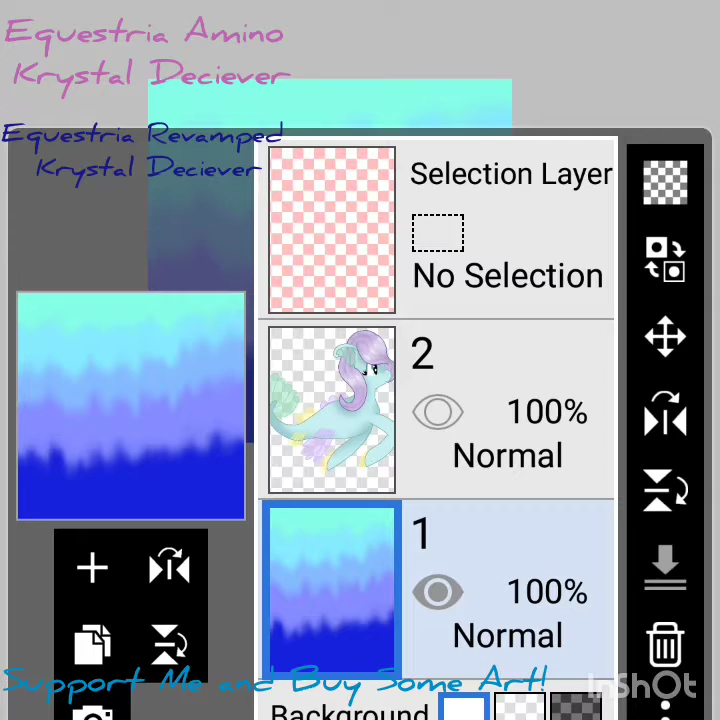 Equestria Amino
Krystal Deciever
Equestria Revamped
Krystal Deciever
Selection Layer
No Selection
2
100%
Normal
1
100%
Normal
Support Me and Buy Some Art!
InShOt
Background